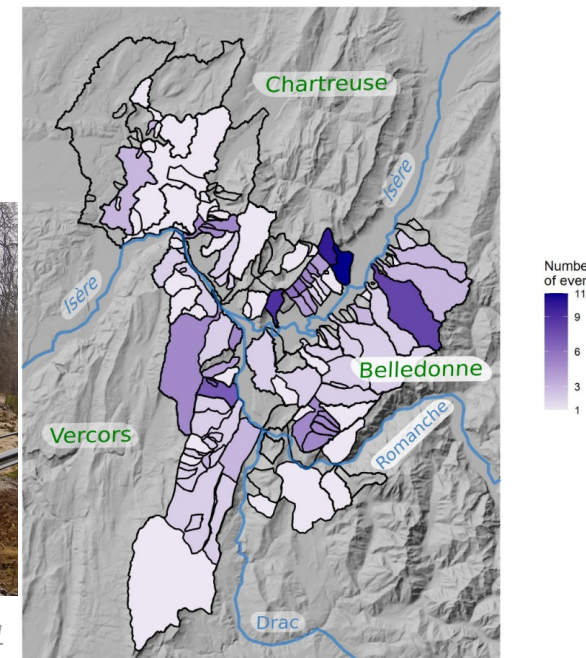 Chartreuse
Isère
Isère
Numbe
of even
11
9
6
3
1
Belledonne
Vercors
Romanche
Drac